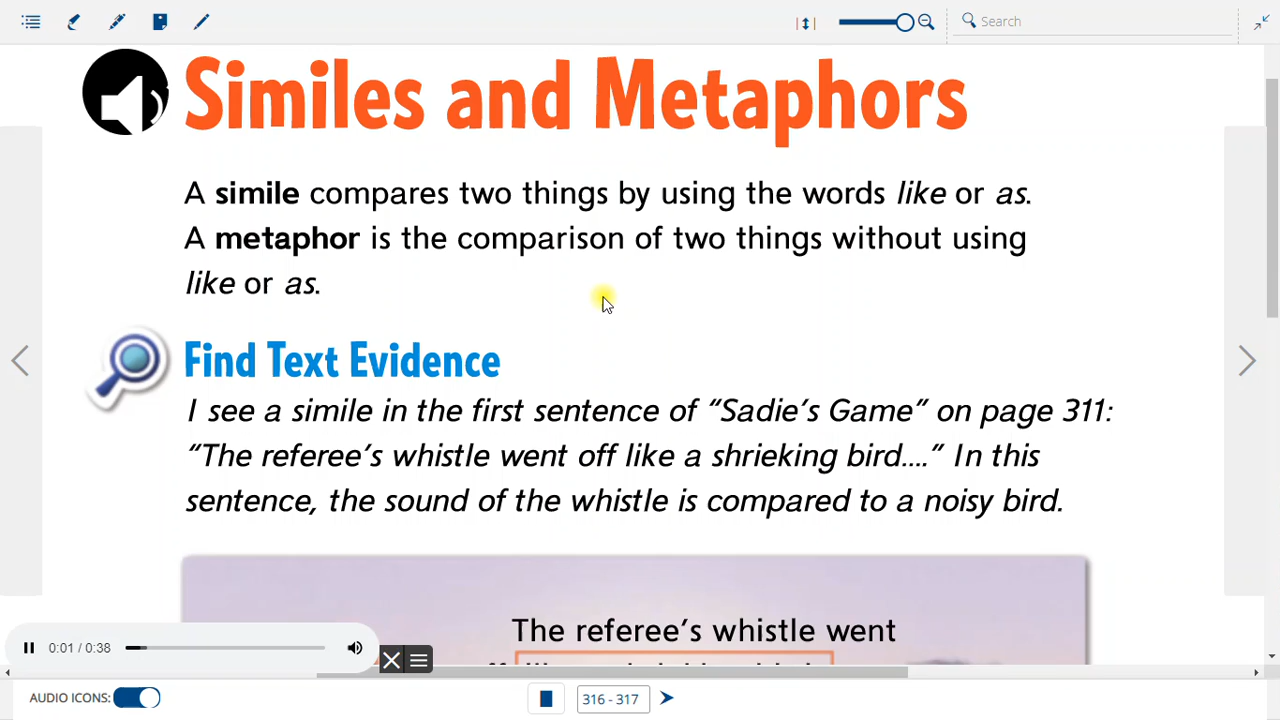 Search
Similes and Metaphors
A simile compares two things by using the words like or as.
A metaphor is the comparison of two things without using
like or as.
Find Text Evidence
I see a simile in the first sentence of “Sadie’s Game” on page 311:
“The referee’s whistle went off like a shrieking bird....” In this
sentence, the sound of the whistle is compared to a noisy bird.
The referee’s whistle went
0:01 / 0:38
AUDIO ICONS:
316 - 317